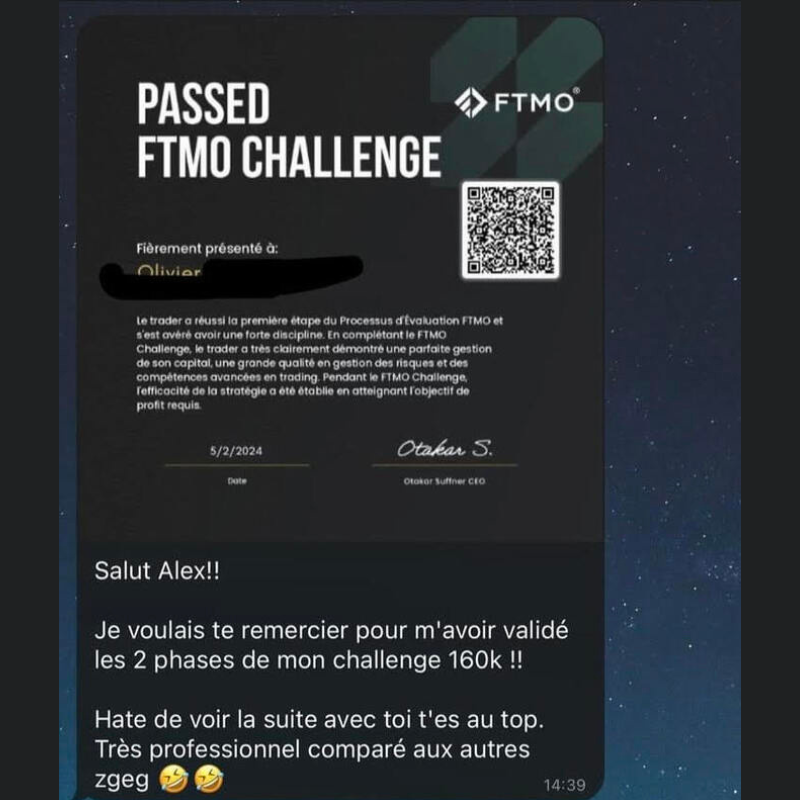 PASSED
FTMO CHALLENGE
FTMO®
Fièrement présenté à:
Olivier
Le trader a réussi la première étape du Processus d'Évaluation FTMO et
s'est avéré avoir une forte discipline. En complétant le FTMO
Challenge, le trader a très clairement démontré une parfaite gestion
de son capital, une grande qualité en gestion des risques et des
compétences avancées en trading. Pendant le FTMO Challenge,
l'efficacité de la stratégie a été établie en atteignant l'objectif de
profit requis.
5/2/2024
Otakar S.
Date
Otakar Suffner CEO
Salut Alex!!
Je voulais te remercier pour m'avoir validé
les 2 phases de mon challenge 160k !!
Hate de voir la suite avec toi t'es au top.
Très professionnel comparé aux autres
zgeg 🤣🤣
14:39